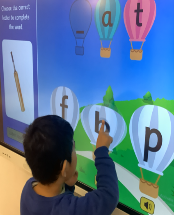 Choose the correct
letter to complete
the word.
a t
f h p